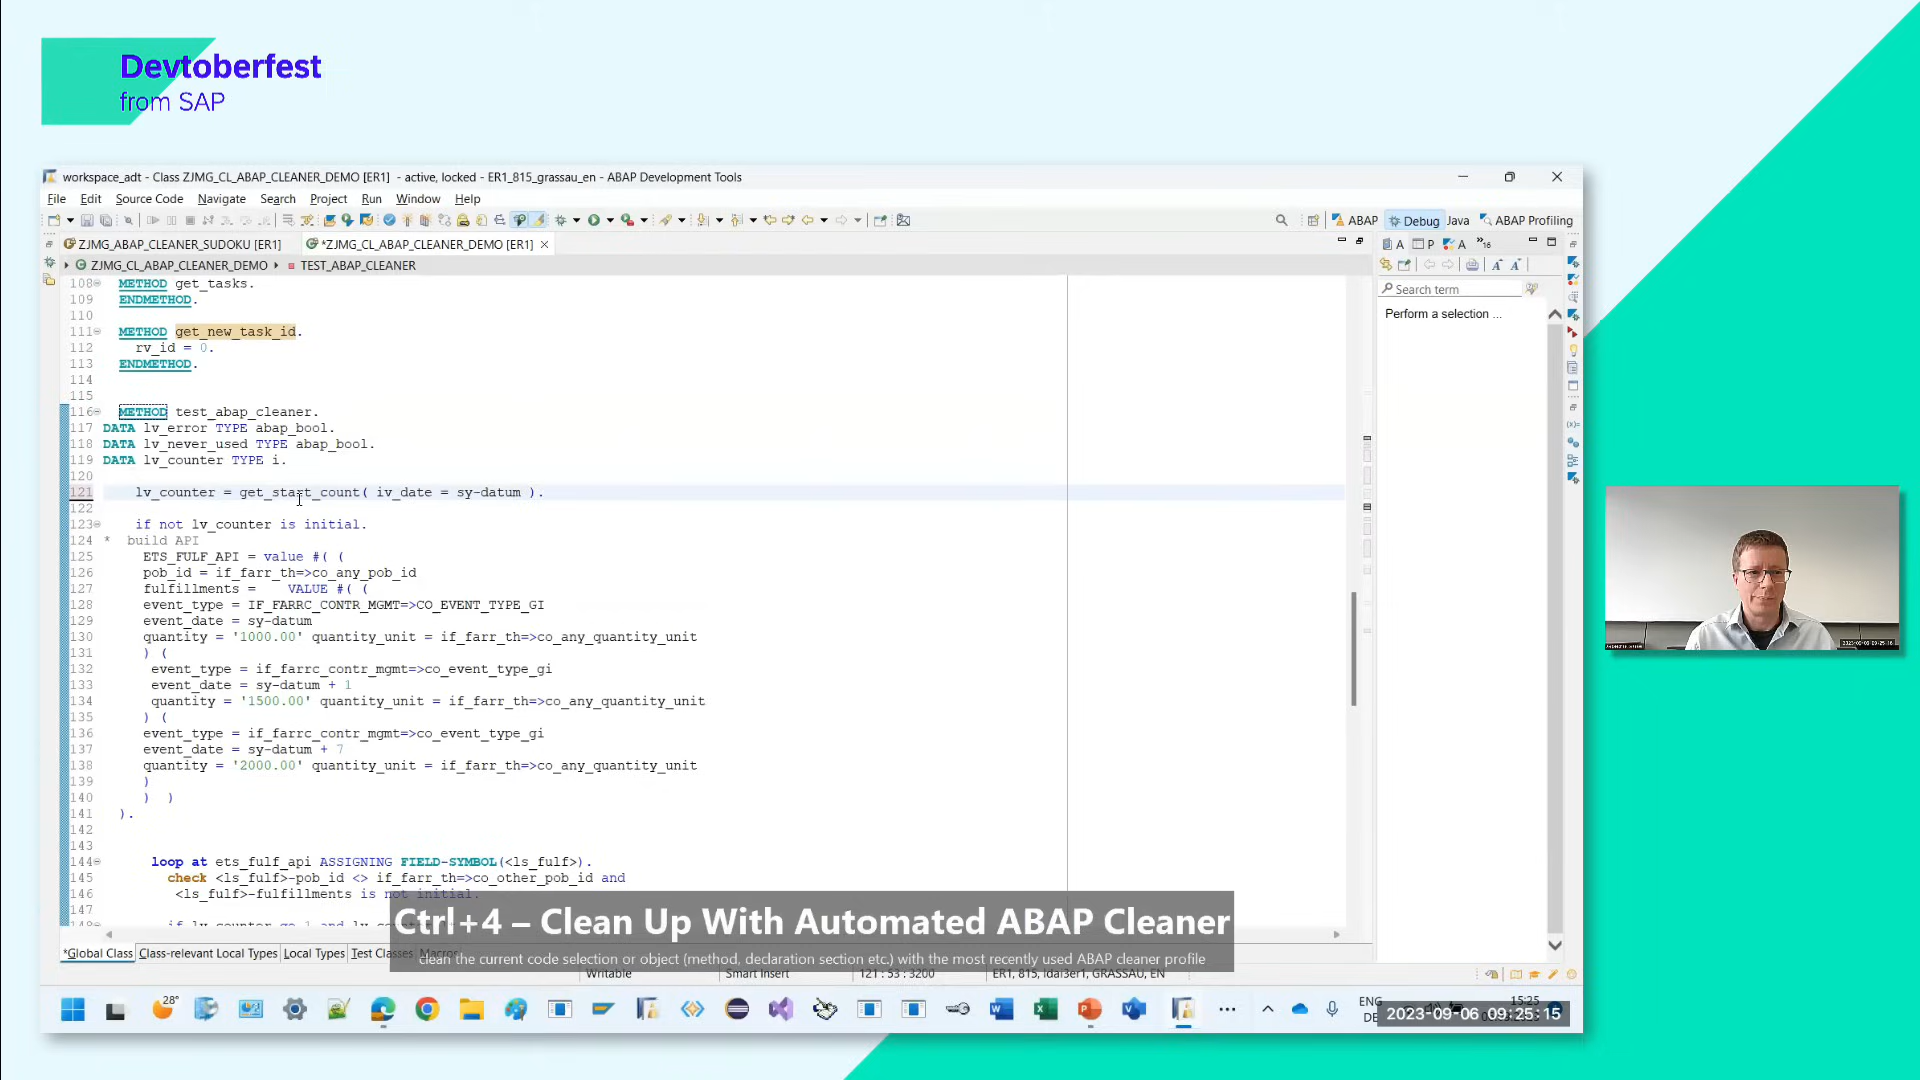 Devtoberfest
from SAP
workspace_adt - Class ZJMG_CL_ABAP_CLEANER_DEMO [ER1] - active, locked - ER1_815_grassau_en - ABAP Development Tools
File Edit Source Code Navigate Search Project Run Window Help
ABAP Debug Java ABAP Profiling
ZJMG_ABAP_CLEANER_SUDOKU [ER1] *ZJMG_CL_ABAP_CLEANER_DEMO [ER1] A P A »16
ZJMG_CL_ABAP_CLEANER_DEMO TEST_ABAP_CLEANER
Search term
Perform a selection ...
108 METHOD get_tasks.
109 ENDMETHOD.
110
111 METHOD get_new_task_id.
112 rv_id = 0.
113 ENDMETHOD.
114
115
116 METHOD test_abap_cleaner.
117 DATA lv_error TYPE abap_bool.
118 DATA lv_never_used TYPE abap_bool.
119 DATA lv_counter TYPE i.
120
121 lv_counter = get_start_count( iv_date = sy-datum ).
122
123 if not lv_counter is initial.
124 * build API
125 ETS_FULF_API = value #( (
126 pob_id = if_farr_th=>co_any_pob_id
127 fulfillments = VALUE #( (
128 event_type = IF_FARRC_CONTR_MGMT=>CO_EVENT_TYPE_GI
129 event_date = sy-datum
130 quantity = '1000.00' quantity_unit = if_farr_th=>co_any_quantity_unit
131 ) (
132 event_type = if_farrc_contr_mgmt=>co_event_type_gi
133 event_date = sy-datum + 1
134 quantity = '1500.00' quantity_unit = if_farr_th=>co_any_quantity_unit
135 ) (
136 event_type = if_farrc_contr_mgmt=>co_event_type_gi
137 event_date = sy-datum + 7
138 quantity = '2000.00' quantity_unit = if_farr_th=>co_any_quantity_unit
139 )
140 ) )
141 ).
142
143
144 loop at ets_fulf_api ASSIGNING FIELD-SYMBOL(<ls_fulf>).
145 check <ls_fulf>-pob_id <> if_farr_th=>co_other_pob_id and
146 <ls_fulf>-fulfillments is not initial.
147
Ctrl+4 – Clean Up With Automated ABAP Cleaner
clean the current code selection or object (method, declaration section etc.) with the most recently used ABAP cleaner profile
*Global Class Class-relevant Local Types Local Types Test Classes Macros
Writable Smart Insert 121 : 53 : 3200 ER1, 815, ldai3er1, GRASSAU, EN
28° ENG 15:25
2023-09-06 09:25:15